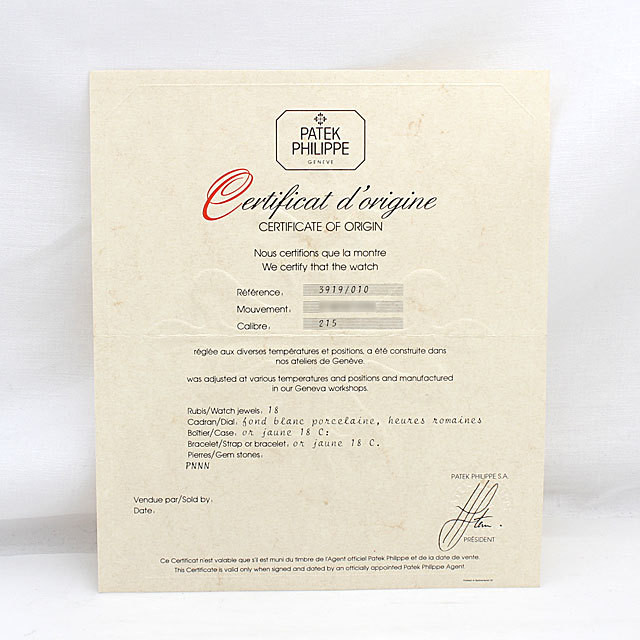 PATEK
PHILIPPE
GENEVE
Certificat d'origine
CERTIFICATE OF ORIGIN
Nous certifions que la montre
We certify that the watch
Référence: 3919/010
Mouvement:
Calibre: 215
réglée aux diverses températures et positions, a été construite dans
nos ateliers de Genève.
was adjusted at various temperatures and positions and manufactured
in our Geneva workshops.
Rubis/Watch jewels: 18
Cadran/Dial: fond blanc porcelaine, heures romaines
Boîtier/Case: or jaune 18 C:
Bracelet/Strap or bracelet: or jaune 18 C.
Pierres/Gem stones:
PNNN
PATEK PHILIPPE S.A.
Vendue par/Sold by:
Date:
PRÉSIDENT
Ce Certificat n'est valable que s'il est muni du timbre de l'Agent officiel Patek Philippe et de la date de vente.
This Certificate is valid only when signed and dated by an officially appointed Patek Philippe Agent.